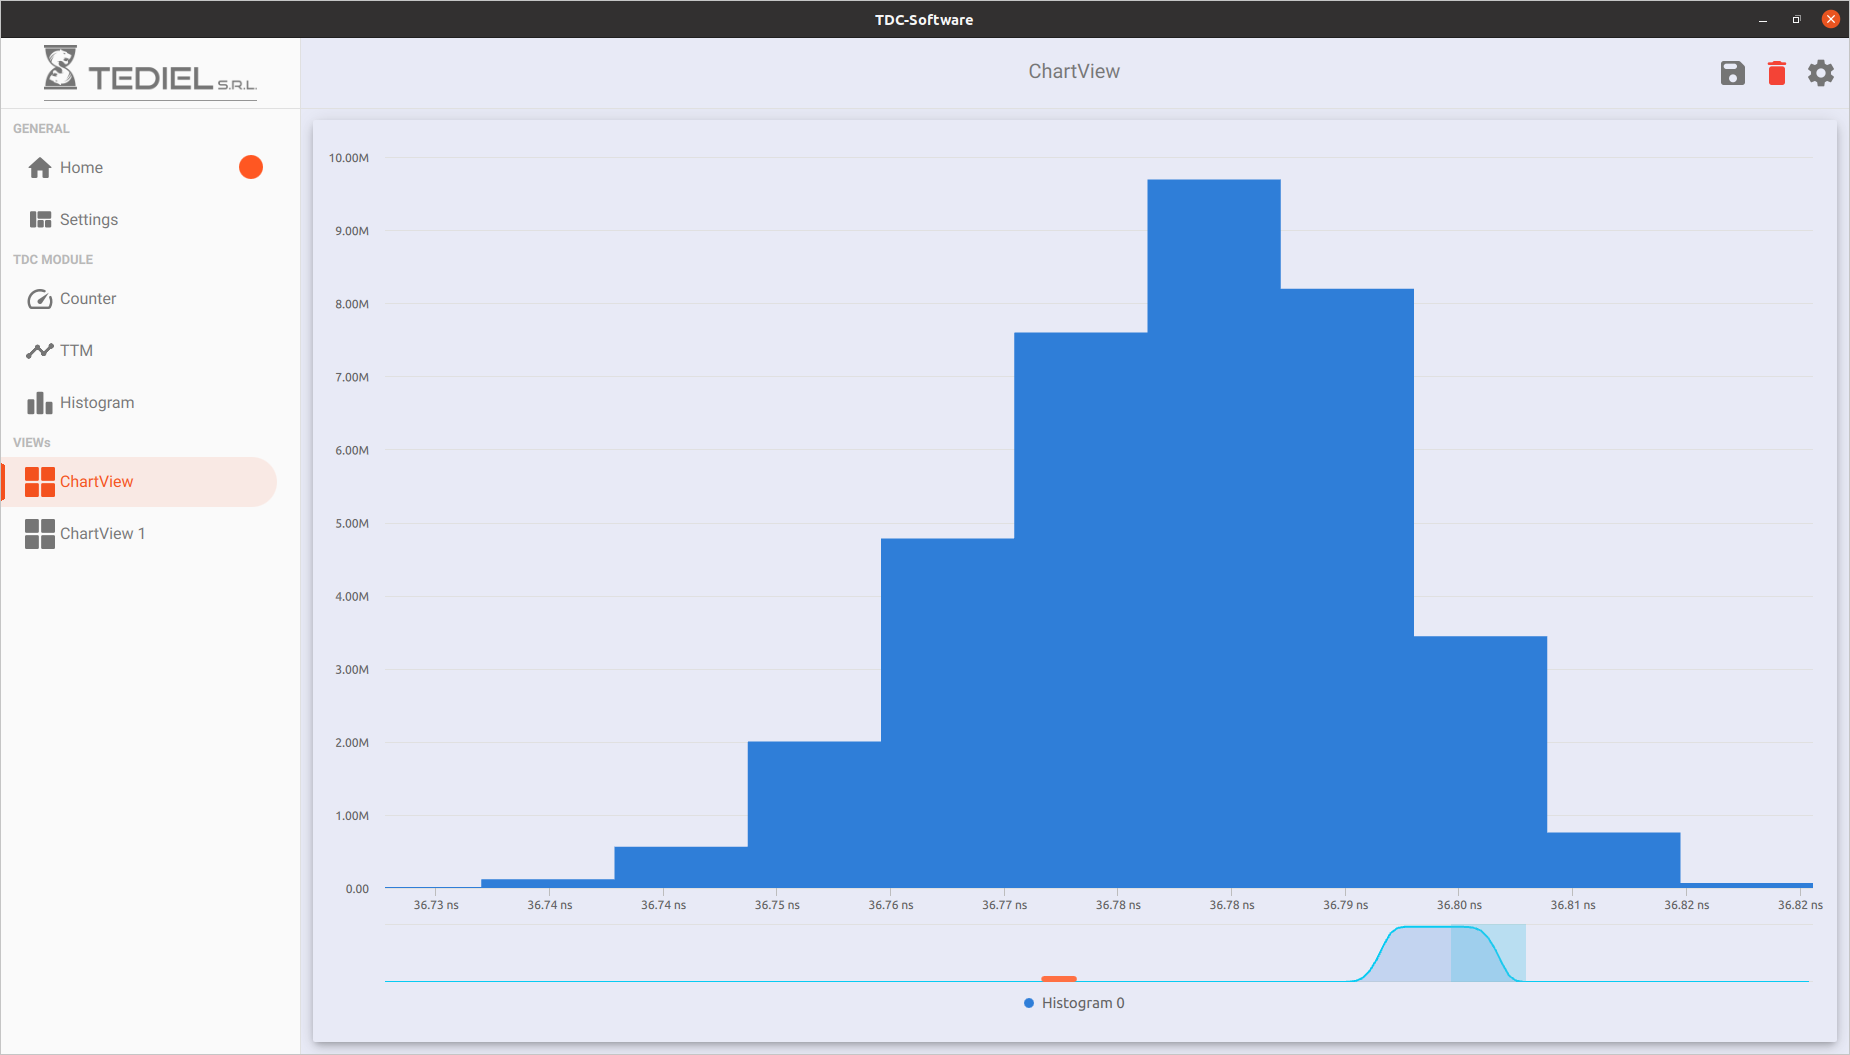 TDC-Software
TEDIEL S.R.L.
ChartView
GENERAL
Home
Settings
TDC MODULE
Counter
TTM
Histogram
VIEWs
ChartView
ChartView 1
10.00M
9.00M
8.00M
7.00M
6.00M
5.00M
4.00M
3.00M
2.00M
1.00M
0.00
36.73 ns 36.74 ns 36.74 ns 36.75 ns 36.76 ns 36.77 ns 36.78 ns 36.78 ns 36.79 ns 36.80 ns 36.81 ns 36.82 ns 36.82 ns
Histogram 0